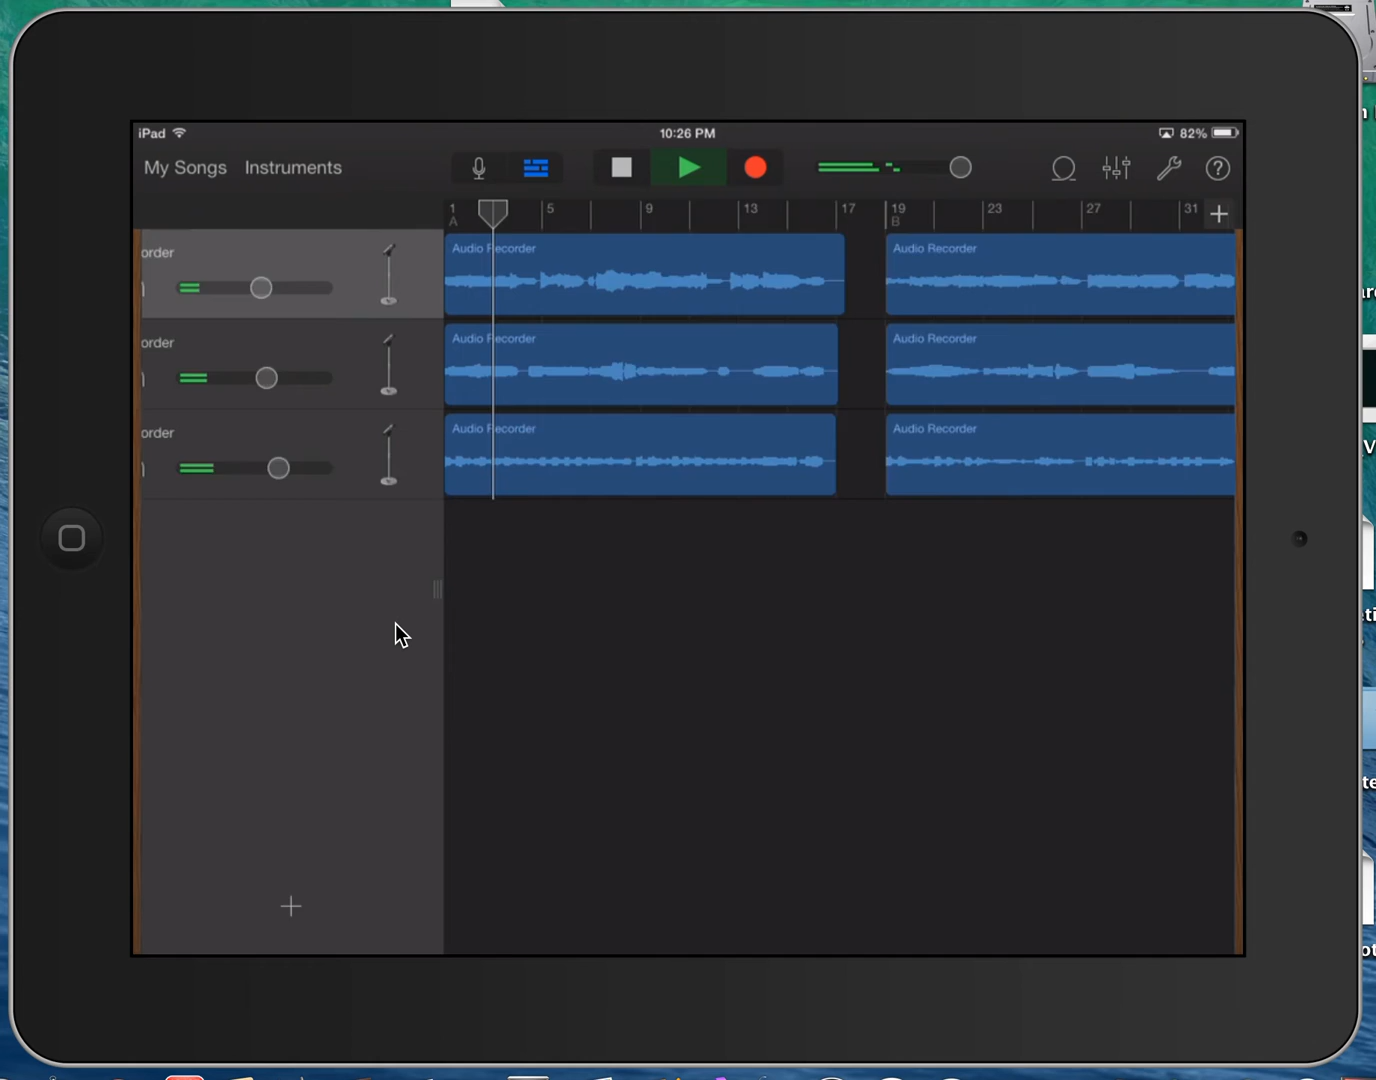 iPad 10:26 PM 82%
My Songs Instruments
1 5 9 13 17 19 23 27 31
A B
order Audio Recorder Audio Recorder
order Audio Recorder Audio Recorder
order Audio Recorder Audio Recorder